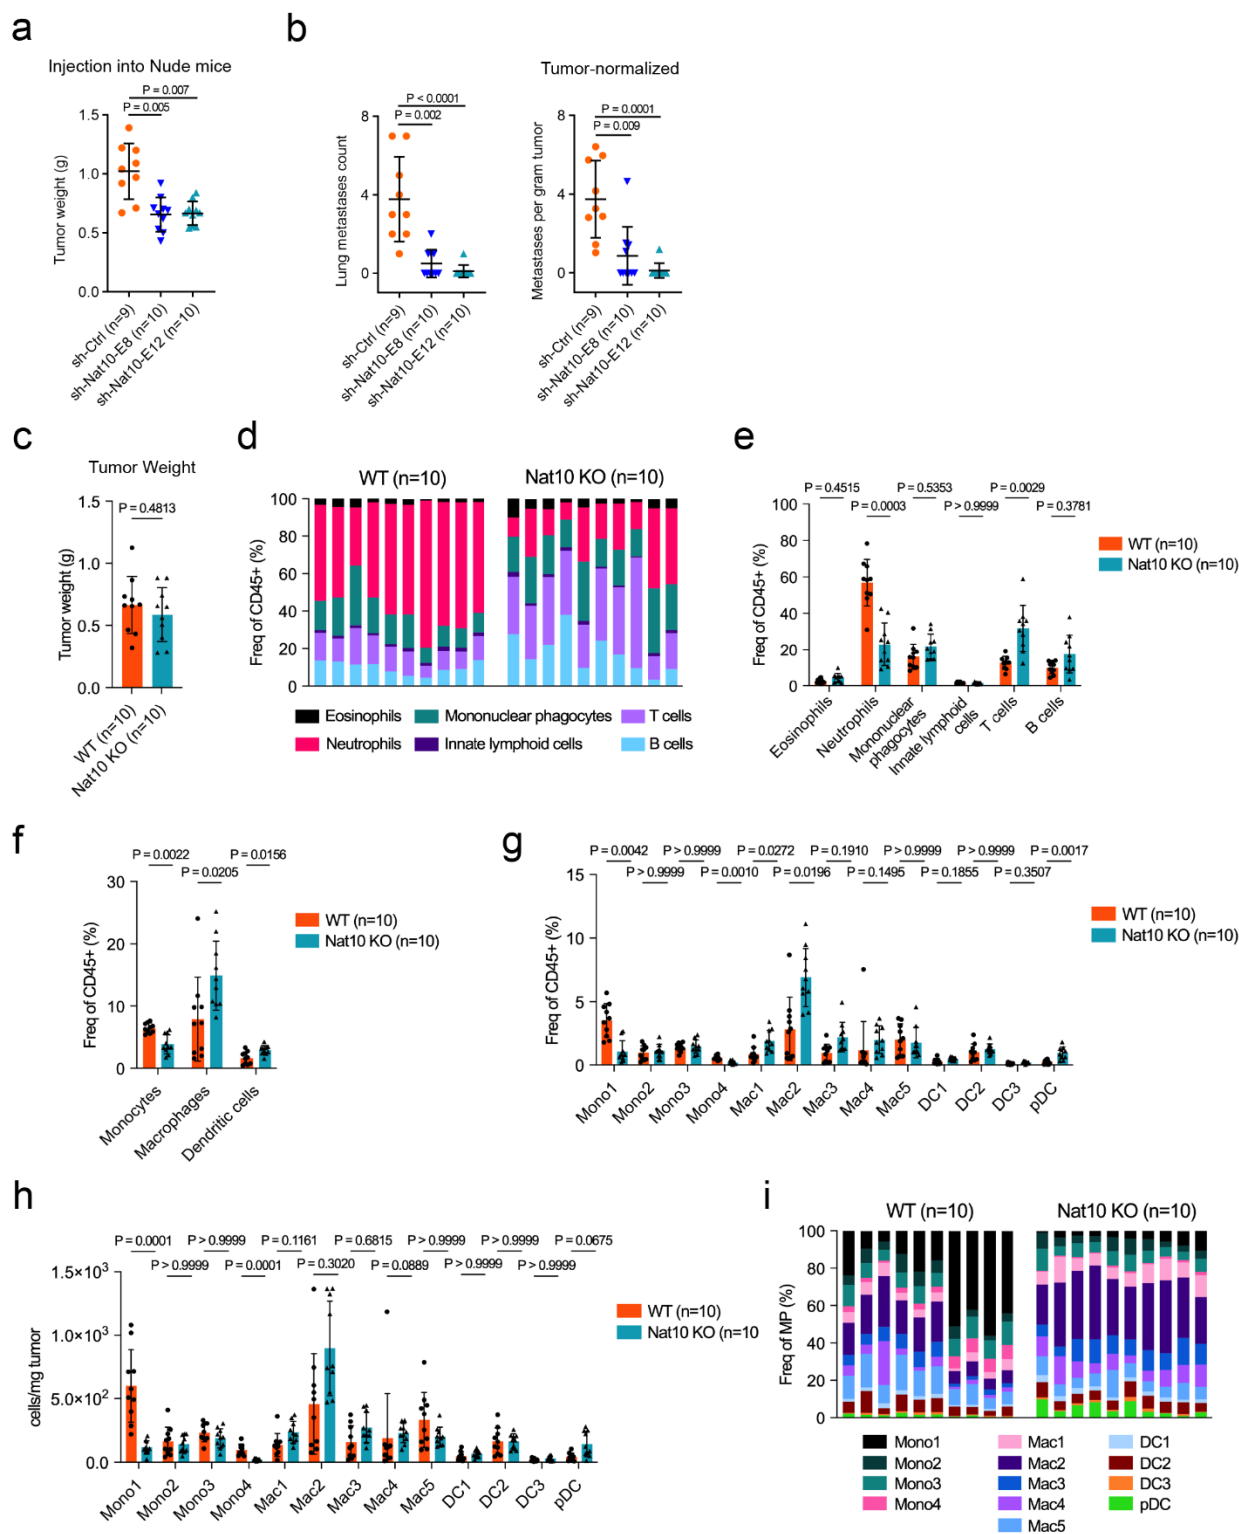 a
Injection into Nude mice
P = 0.007
P = 0.005
Tumor weight (g)
1.5
1.0
0.5
0.0
sh-Ctrl (n=9)
sh-Nat10-E8 (n=10)
sh-Nat10-E12 (n=10)
b
P < 0.0001
P = 0.002
Lung metastases count
8
4
0
sh-Ctrl (n=9)
sh-Nat10-E8 (n=10)
sh-Nat10-E12 (n=10)
Tumor-normalized
P = 0.0001
P = 0.009
Metastases per gram tumor
8
4
0
sh-Ctrl (n=9)
sh-Nat10-E8 (n=10)
sh-Nat10-E12 (n=10)
c
Tumor Weight
P = 0.4813
Tumor weight (g)
1.5
1.0
0.5
0.0
WT (n=10)
Nat10 KO (n=10)
d
WT (n=10)
Nat10 KO (n=10)
Freq of CD45+ (%)
100
80
60
40
20
0
Eosinophils
Mononuclear phagocytes
T cells
Neutrophils
Innate lymphoid cells
B cells
e
P = 0.4515
P = 0.5353
P = 0.0029
P = 0.0003
P > 0.9999
P = 0.3781
Freq of CD45+ (%)
100
80
60
40
20
0
Eosinophils
Neutrophils
Mononuclear
phagocytes
Innate lymphoid
cells
T cells
B cells
WT (n=10)
Nat10 KO (n=10)
f
P = 0.0022
P = 0.0156
P = 0.0205
Freq of CD45+ (%)
30
20
10
0
Monocytes
Macrophages
Dendritic cells
WT (n=10)
Nat10 KO (n=10)
g
P = 0.0042
P > 0.9999
P = 0.0272
P = 0.1910
P > 0.9999
P > 0.9999
P = 0.0017
P > 0.9999
P = 0.0010
P = 0.0196
P = 0.1495
P = 0.1855
P = 0.3507
Freq of CD45+ (%)
15
10
5
0
Mono1
Mono2
Mono3
Mono4
Mac1
Mac2
Mac3
Mac4
Mac5
DC1
DC2
DC3
pDC
WT (n=10)
Nat10 KO (n=10)
h
P = 0.0001
P > 0.9999
P = 0.1161
P = 0.6815
P > 0.9999
P > 0.9999
P = 0.0675
P > 0.9999
P = 0.0001
P = 0.3020
P = 0.0889
P > 0.9999
P > 0.9999
cells/mg tumor
1.5×10³
1.0×10³
5.0×10²
0.0
Mono1
Mono2
Mono3
Mono4
Mac1
Mac2
Mac3
Mac4
Mac5
DC1
DC2
DC3
pDC
WT (n=10)
Nat10 KO (n=10
i
WT (n=10)
Nat10 KO (n=10)
Freq of MP (%)
100
80
60
40
20
0
Mono1
Mac1
DC1
Mono2
Mac2
DC2
Mono3
Mac3
DC3
Mono4
Mac4
pDC
Mac5